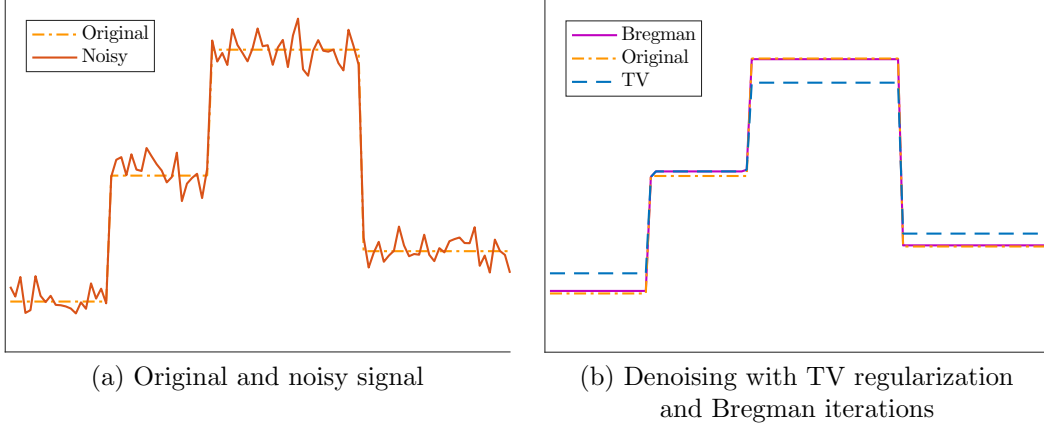 Original
Noisy
Bregman
Original
TV
(a) Original and noisy signal
(b) Denoising with TV regularization
and Bregman iterations